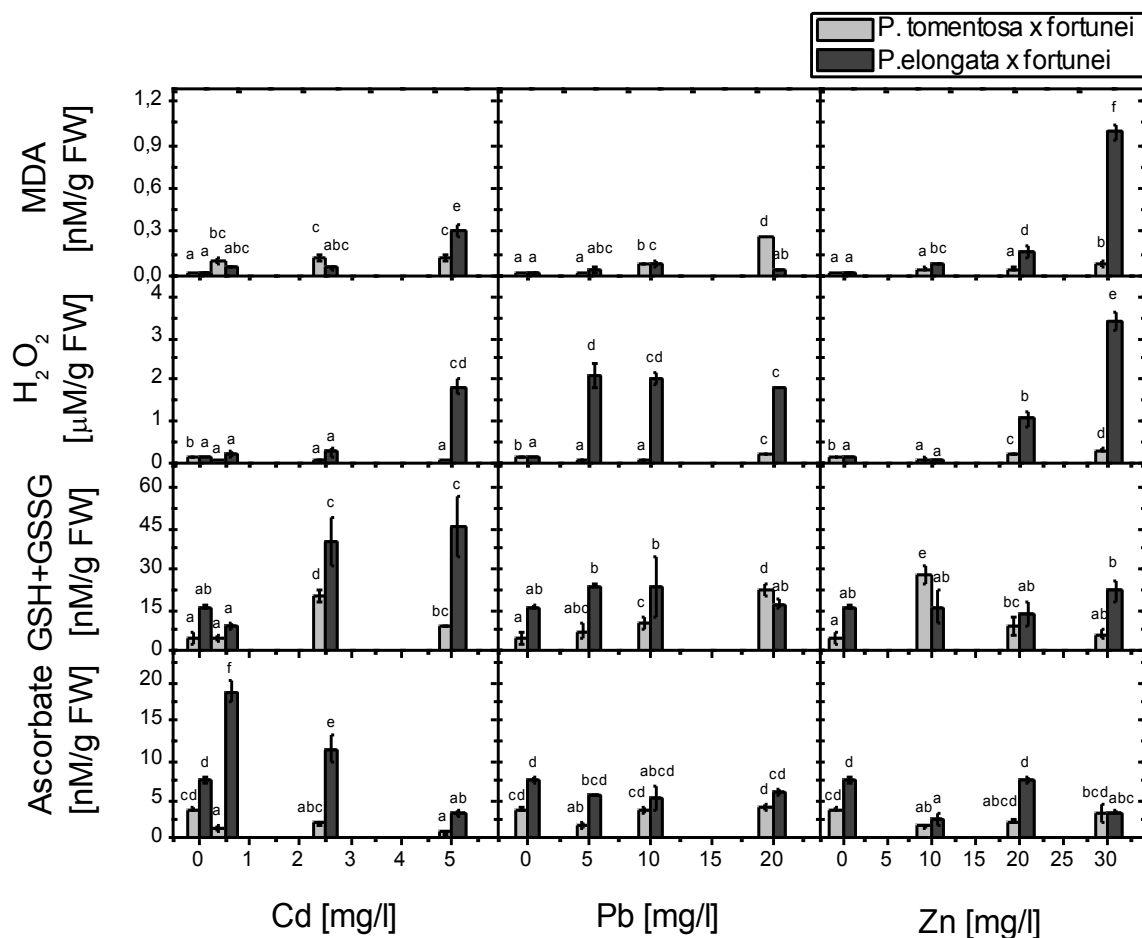 P. tomentosa x fortunei
P.elongata x fortunei
MDA
[nM/g FW]
1,2
0,9
0,6
0,3
0,0
a a bc abc c abc c e
a a a abc b c d ab
a a a bc a d b f
H2O2
[µM/g FW]
4
3
2
1
0
b a a a a a a cd
b a a d a cd c c
b a a a c b d e
GSH+GSSG
[nM/g FW]
60
45
30
15
0
a ab a a d c bc c
a ab abc b c b d ab
a ab e ab bc ab ab c
Ascorbate
[nM/g FW]
20
15
10
5
0
cd d a f abc e a ab
cd d ab bcd cd abcd d cd
cd d ab a abcd d bcd abc
0 1 2 3 4 5
0 5 10 15 20
0 5 10 15 20 25 30
Cd [mg/l]
Pb [mg/l]
Zn [mg/l]